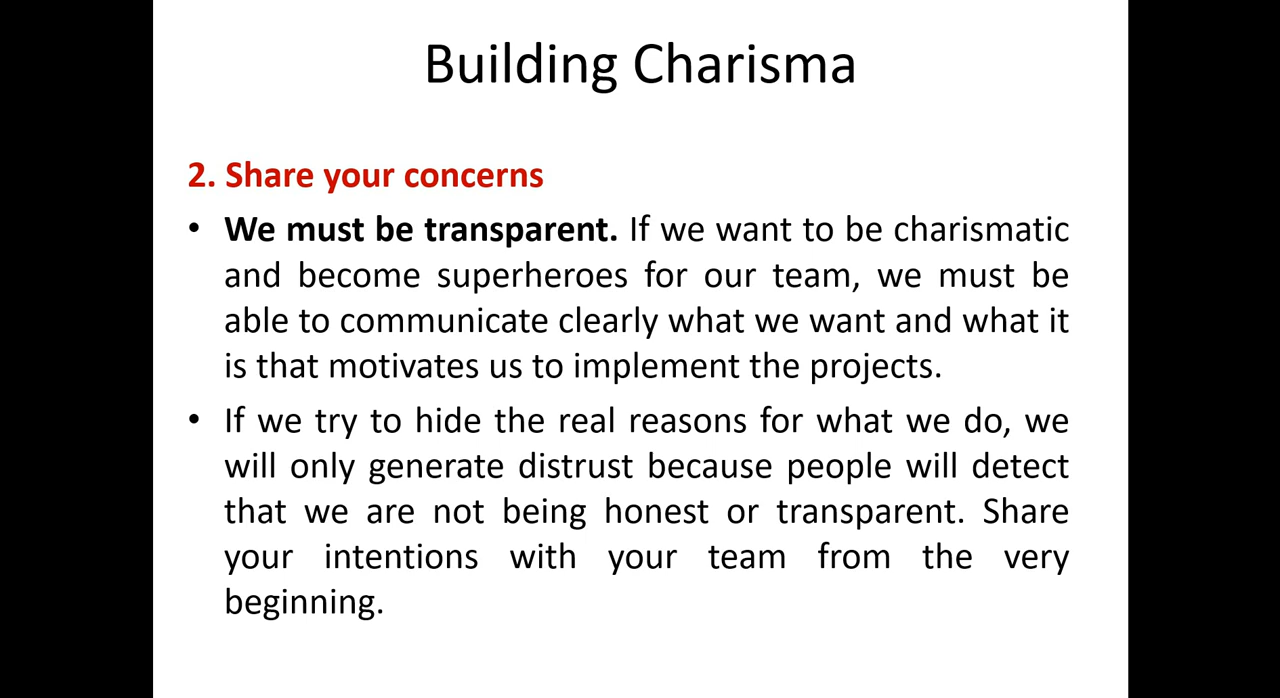 Building Charisma
2. Share your concerns
• We must be transparent. If we want to be charismatic
and become superheroes for our team, we must be
able to communicate clearly what we want and what it
is that motivates us to implement the projects.
• If we try to hide the real reasons for what we do, we
will only generate distrust because people will detect
that we are not being honest or transparent. Share
your intentions with your team from the very
beginning.